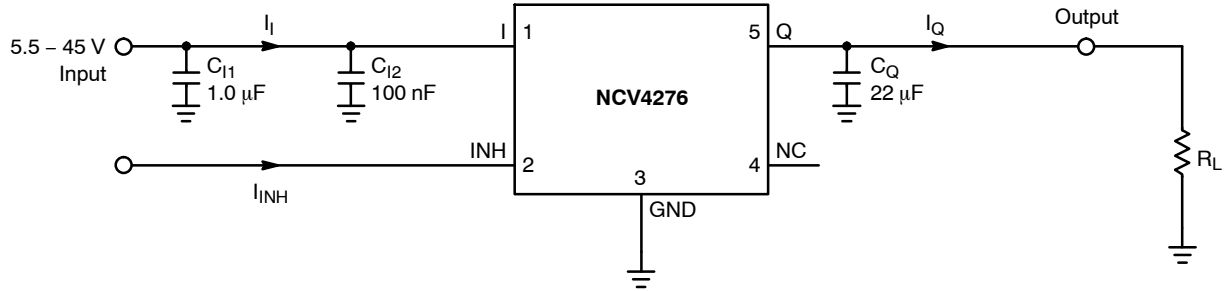 5.5 – 45 V
Input
I_I
C_I1
1.0 μF
C_I2
100 nF
I
1
5
Q
I_Q
Output
C_Q
22 μF
NCV4276
INH
2
4
NC
I_INH
3
GND
R_L